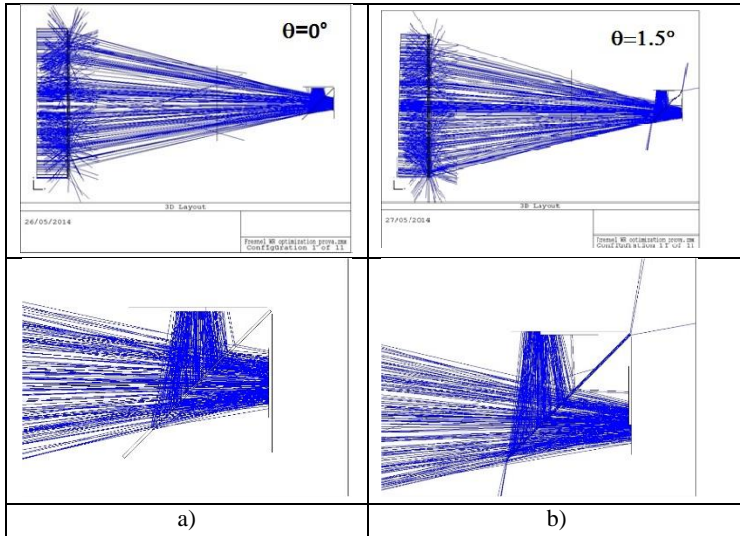 θ=0°
3D Layout
26/05/2014
Fresnel WR optimization prova.zmx
Configuration 1 of 11
θ=1.5°
3D Layout
27/05/2014
Fresnel WR optimization prova.zmx
a)
b)